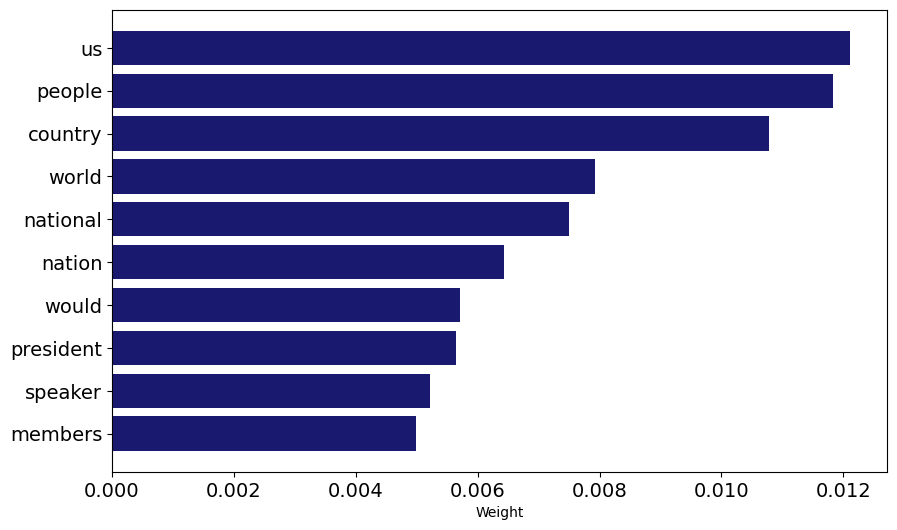 us
people
country
world
national
nation
would
president
speaker
members
0.000 0.002 0.004 0.006 0.008 0.010 0.012
Weight